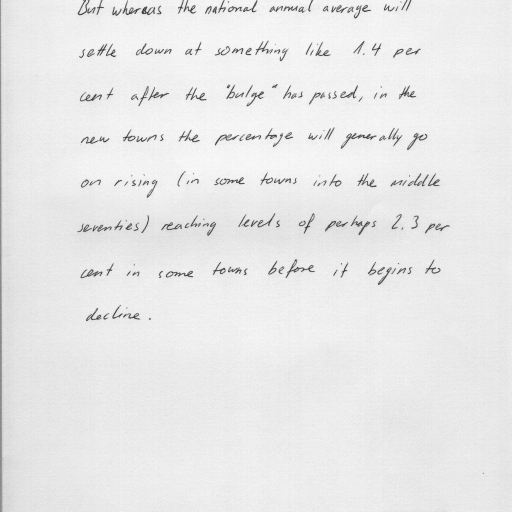 But whereas the national annual average will
settle down at something like 1.4 per
cent after the "bulge" has passed, in the
new towns the percentage will generally go
on rising (in some towns into the middle
seventies) reaching levels of perhaps 2.3 per
cent in some towns before it begins to
decline.